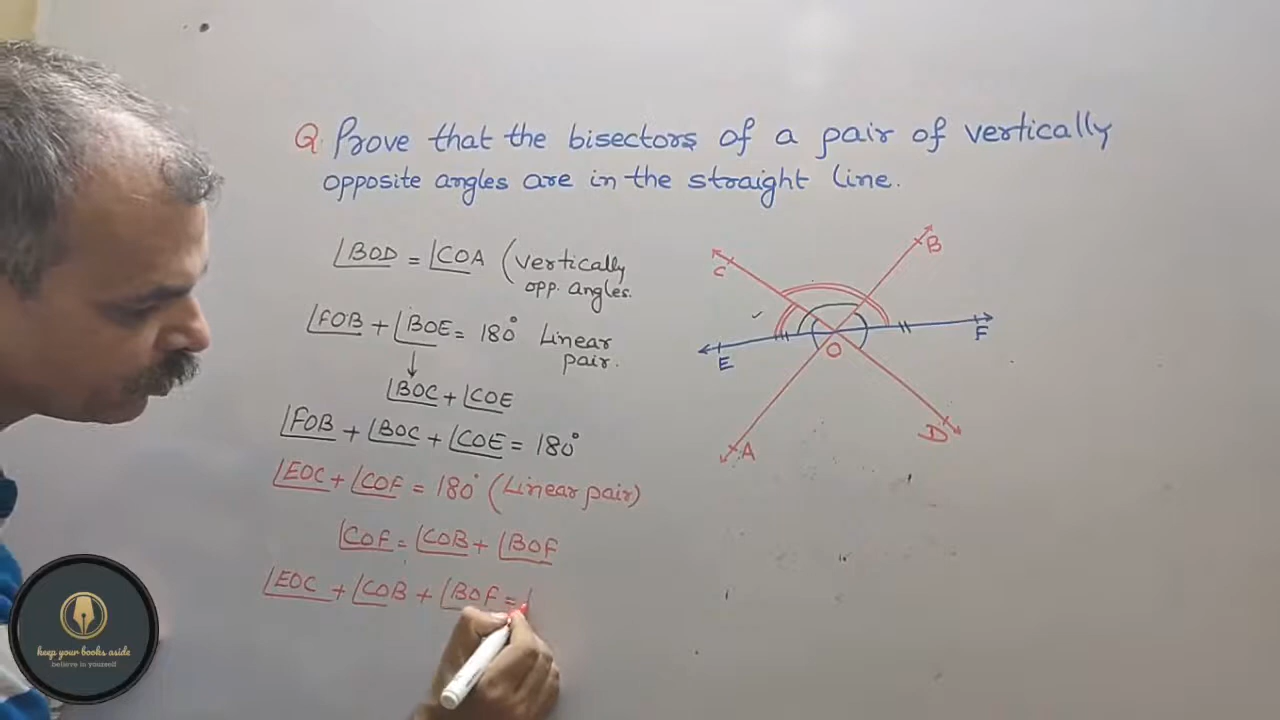 Q. Prove that the bisectors of a pair of vertically
opposite angles are in the straight line.
∠BOD = ∠COA (vertically
opp. angles.
∠FOB + ∠BOE = 180° Linear
pair.
↓
∠BOC + ∠COE
∠FOB + ∠BOC + ∠COE = 180°
∠EOC + ∠COF = 180° (Linear pair)
∠COF = ∠COB + ∠BOF
∠EOC + ∠COB + ∠BOF = 1
C
B
E
O
F
A
D
keep your books aside
believe in yourself